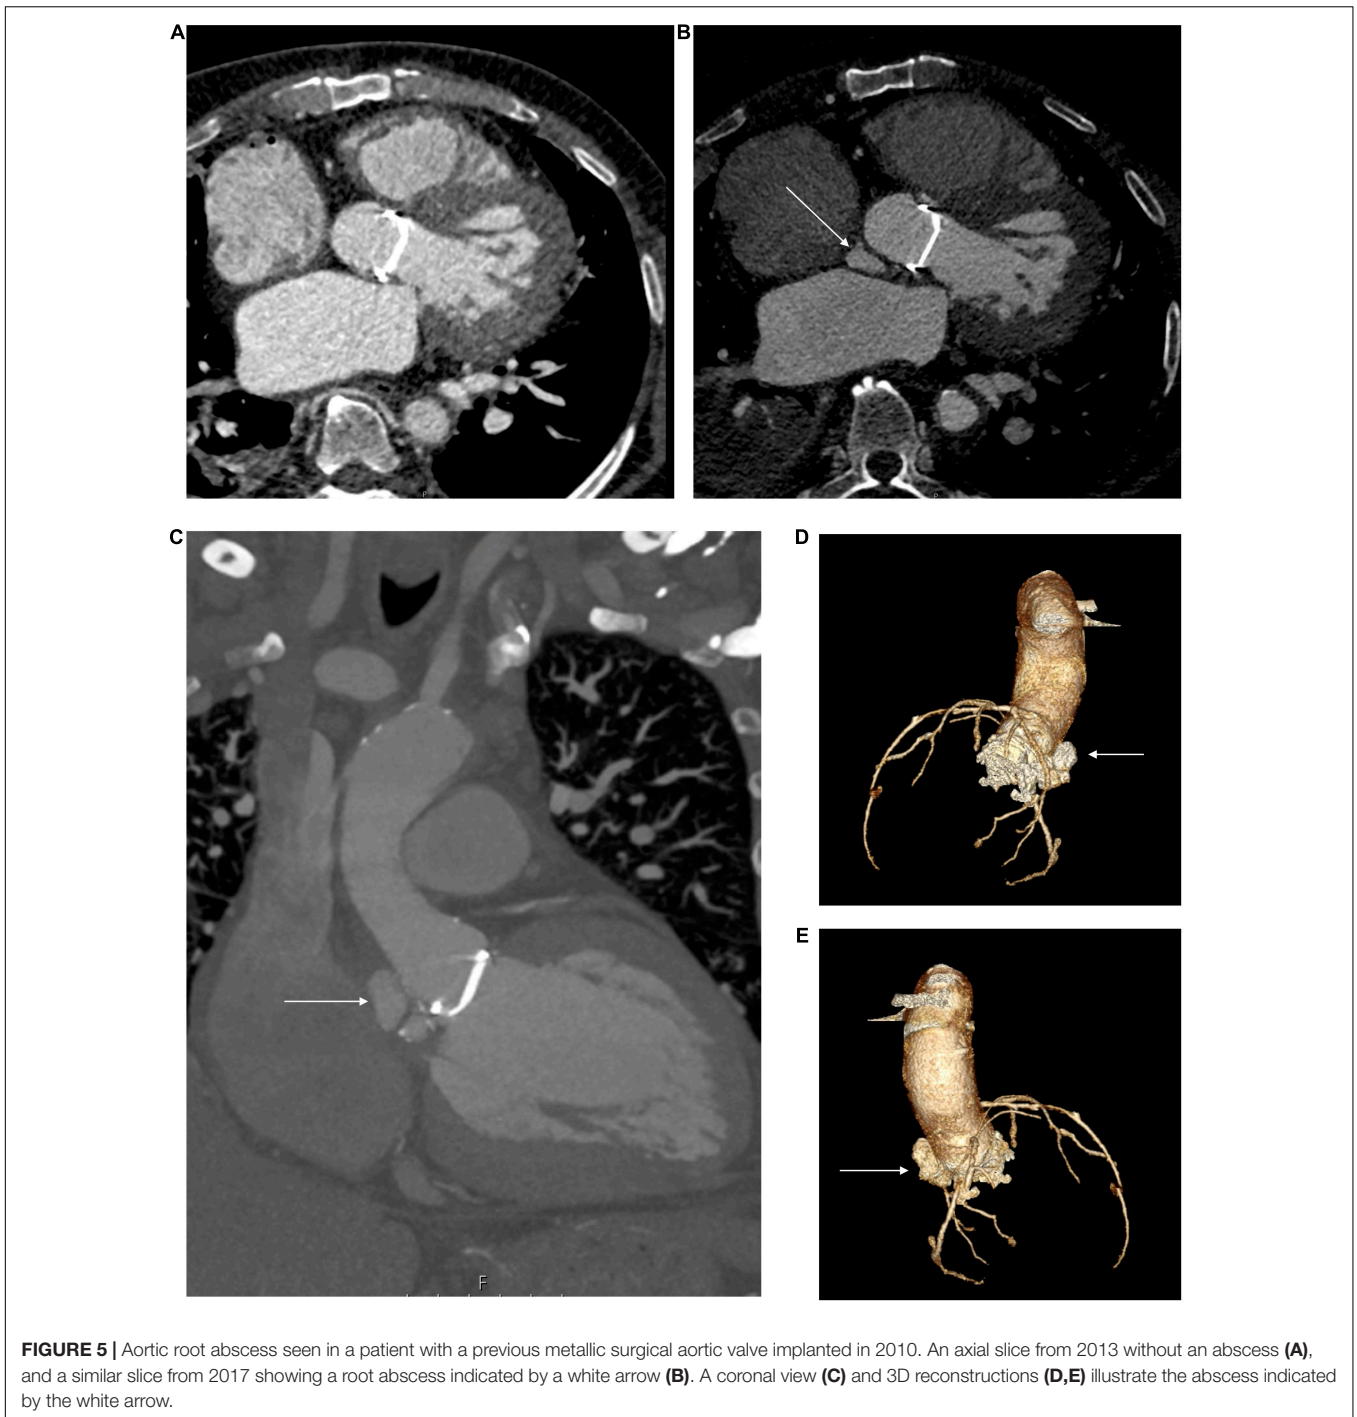 A
B
P
P
C
D
E
F
FIGURE 5 | Aortic root abscess seen in a patient with a previous metallic surgical aortic valve implanted in 2010. An axial slice from 2013 without an abscess (A),
and a similar slice from 2017 showing a root abscess indicated by a white arrow (B). A coronal view (C) and 3D reconstructions (D,E) illustrate the abscess indicated
by the white arrow.